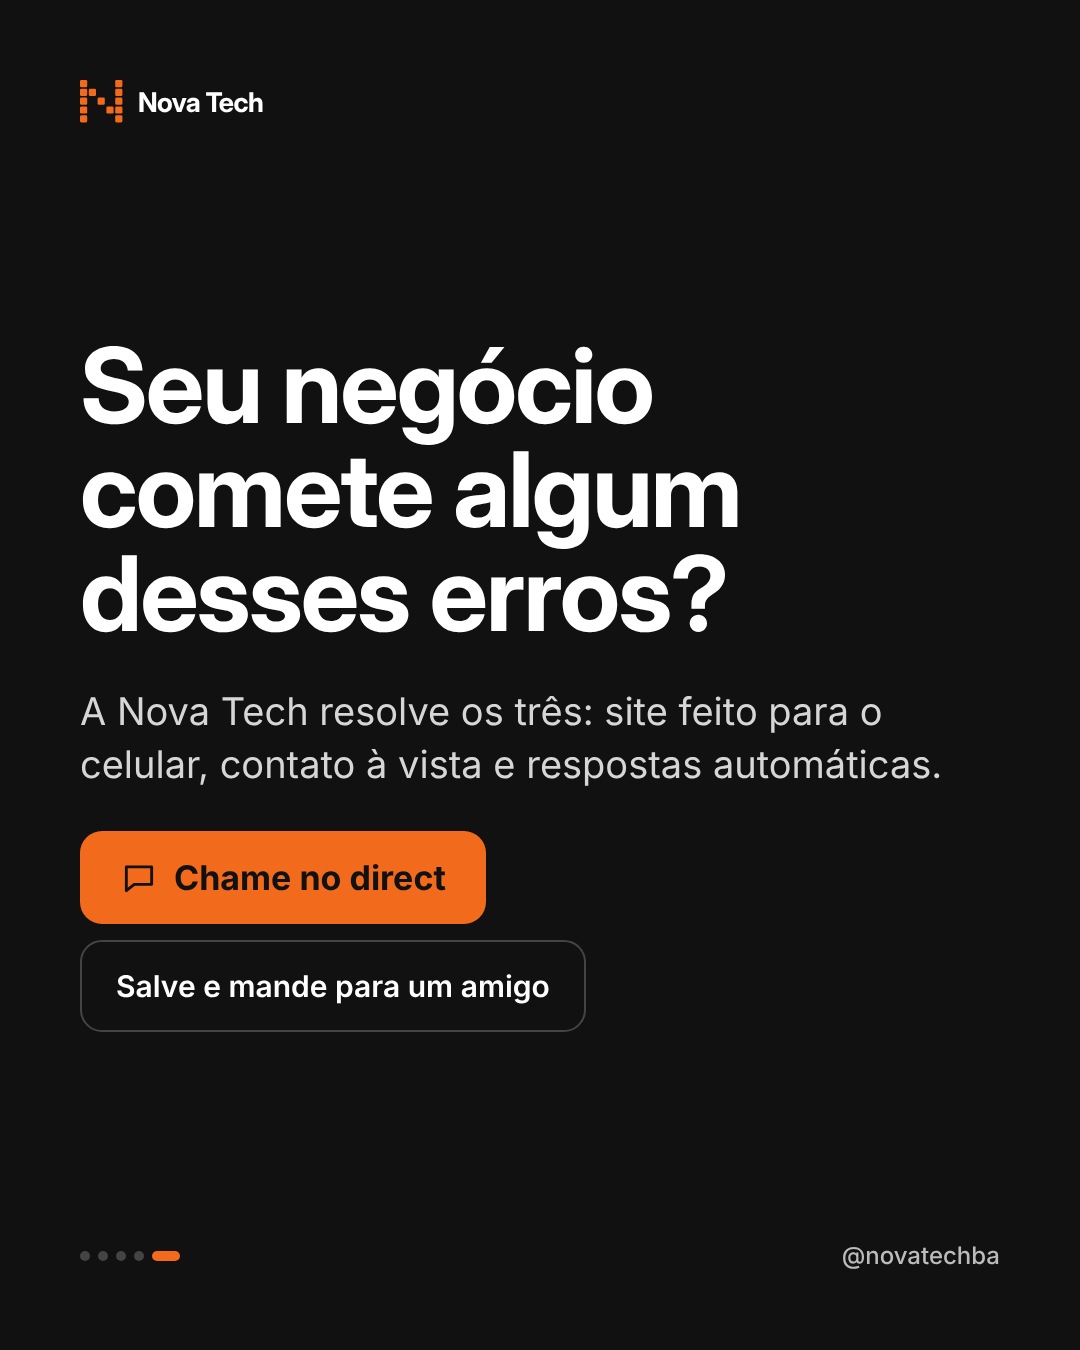 Nova Tech
Seu negócio
comete algum
desses erros?
A Nova Tech resolve os três: site feito para o
celular, contato à vista e respostas automáticas.
Chame no direct
Salve e mande para um amigo
@novatechba